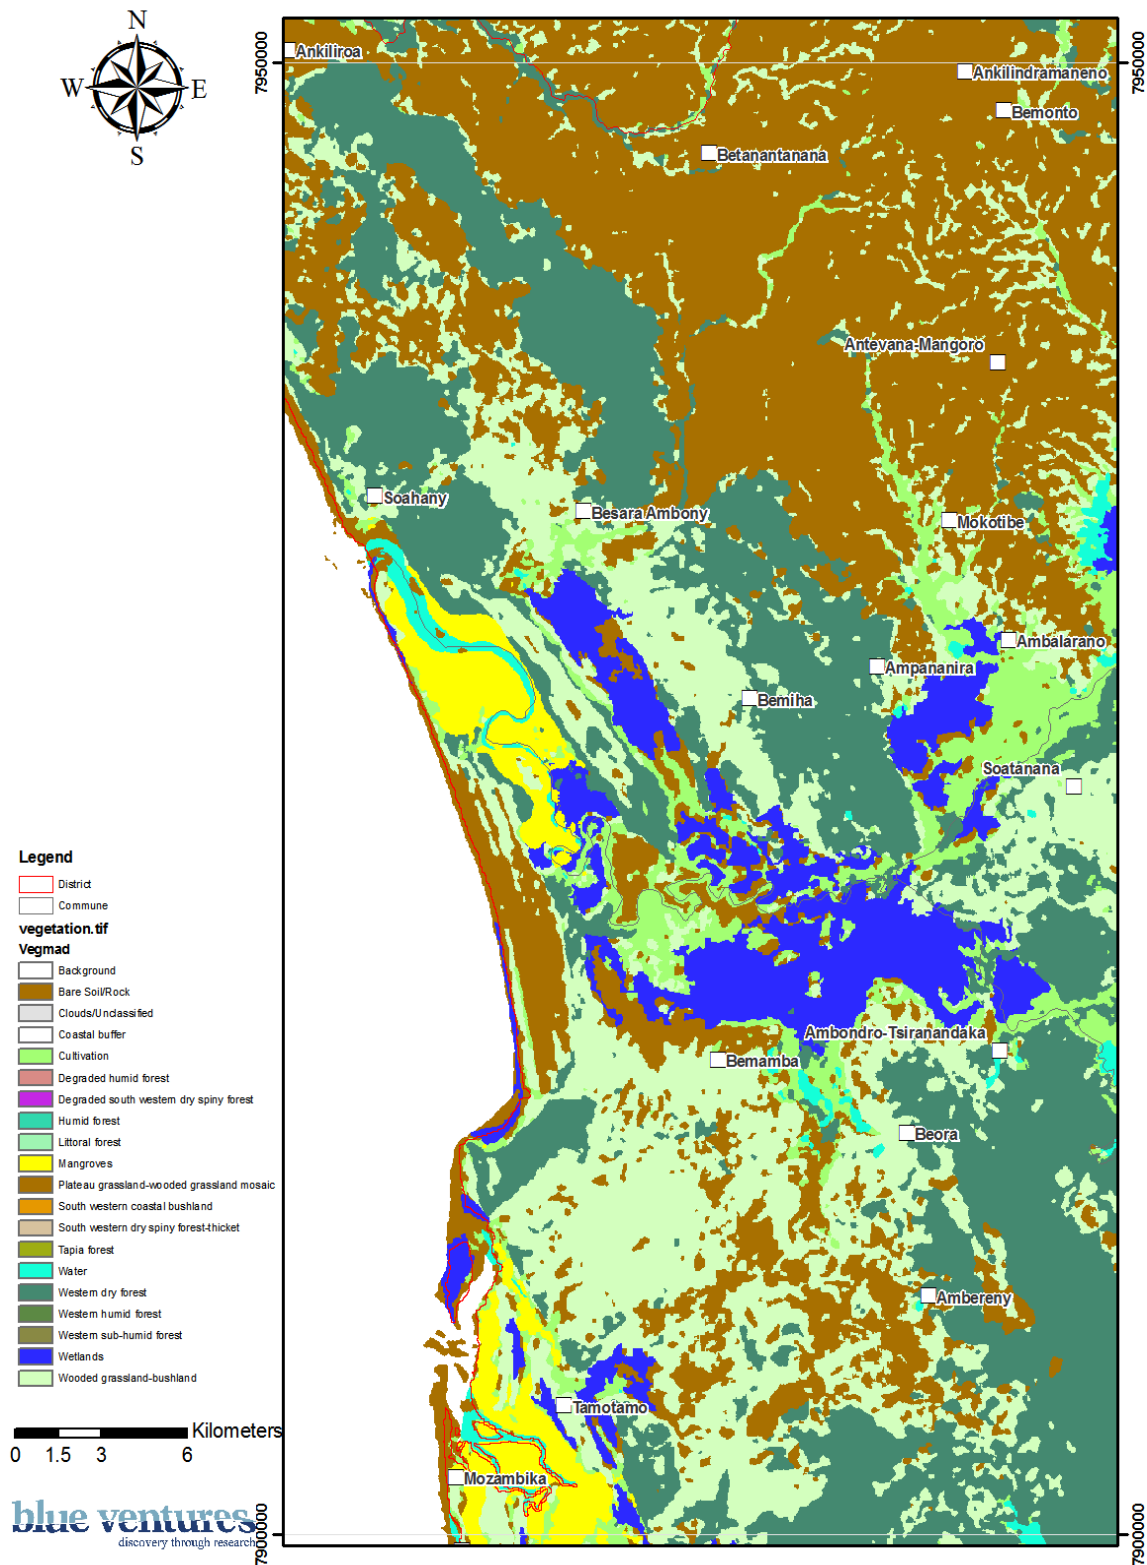 N
W
E
S
7950000
7950000
Ankiliroa
Ankilindramaneno
Bemonto
Betanantanana
Antevana-Mangoro
Soahany
Besara Ambony
Mokotibe
Ambalarano
Ampananira
Bemiha
Soatanana
Ambondro-Tsiranandaka
Bemamba
Beora
Ambereny
Tamotamo
Mozambika
Legend
District
Commune
vegetation.tif
Vegmad
Background
Bare Soil/Rock
Clouds/Unclassified
Coastal buffer
Cultivation
Degraded humid forest
Degraded south western dry spiny forest
Humid forest
Littoral forest
Mangroves
Plateau grassland-wooded grassland mosaic
South western coastal bushland
South western dry spiny forest-thicket
Tapia forest
Water
Western dry forest
Western humid forest
Western sub-humid forest
Wetlands
Wooded grassland-bushland
Kilometers
0 1.5 3 6
blue ventures
discovery through research
7900000
7900000